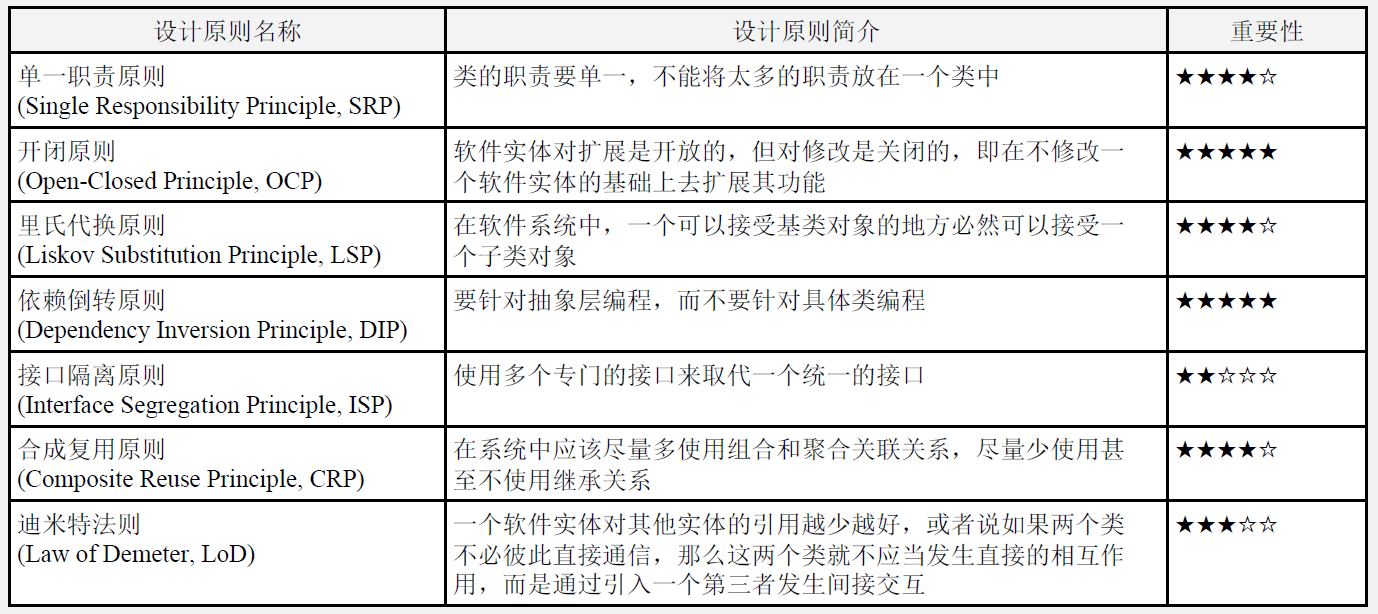 设计原则名称
设计原则简介
重要性
单一职责原则
(Single Responsibility Principle, SRP)
类的职责要单一，不能将太多的职责放在一个类中
★★★★☆
开闭原则
(Open-Closed Principle, OCP)
软件实体对扩展是开放的，但对修改是关闭的，即在不修改一
个软件实体的基础上去扩展其功能
★★★★★
里氏代换原则
(Liskov Substitution Principle, LSP)
在软件系统中，一个可以接受基类对象的地方必然可以接受一
个子类对象
★★★★☆
依赖倒转原则
(Dependency Inversion Principle, DIP)
要针对抽象层编程，而不要针对具体类编程
★★★★★
接口隔离原则
(Interface Segregation Principle, ISP)
使用多个专门的接口来取代一个统一的接口
★★☆☆☆
合成复用原则
(Composite Reuse Principle, CRP)
在系统中应该尽量多使用组合和聚合关联关系，尽量少使用甚
至不使用继承关系
★★★★☆
迪米特法则
(Law of Demeter, LoD)
一个软件实体对其他实体的引用越少越好，或者说如果两个类
不必彼此直接通信，那么这两个类就不应当发生直接的相互作
用，而是通过引入一个第三者发生间接交互
★★★☆☆